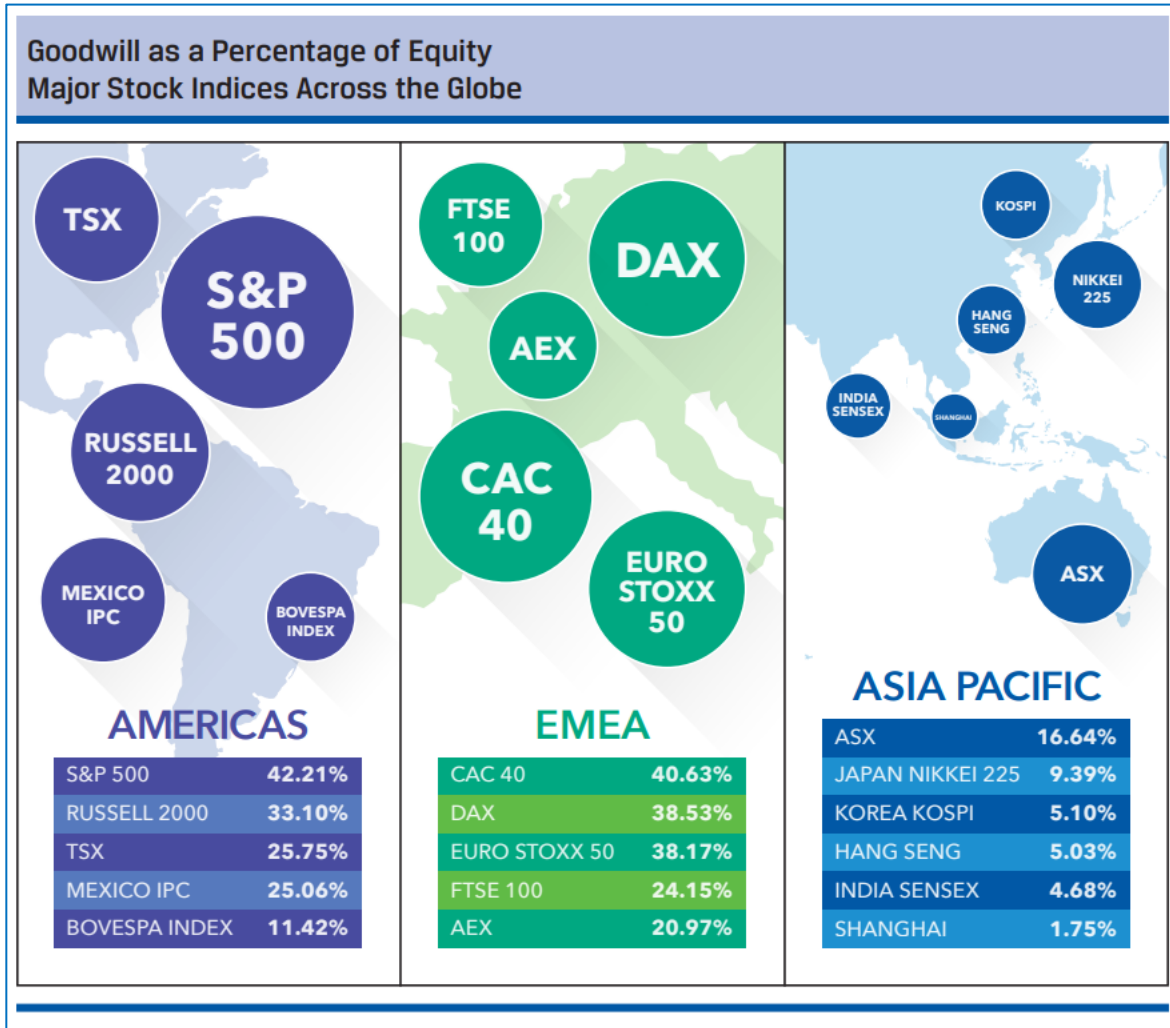 Goodwill as a Percentage of Equity
Major Stock Indices Across the Globe
TSX
S&P
500
RUSSELL
2000
MEXICO
IPC
BOVESPA
INDEX
AMERICAS
S&P 500 42.21%
RUSSELL 2000 33.10%
TSX 25.75%
MEXICO IPC 25.06%
BOVESPA INDEX 11.42%
FTSE
100
DAX
AEX
CAC
40
EURO
STOXX
50
EMEA
CAC 40 40.63%
DAX 38.53%
EURO STOXX 50 38.17%
FTSE 100 24.15%
AEX 20.97%
KOSPI
NIKKEI
225
HANG
SENG
INDIA
SENSEX
SHANGHAI
ASX
ASIA PACIFIC
ASX 16.64%
JAPAN NIKKEI 225 9.39%
KOREA KOSPI 5.10%
HANG SENG 5.03%
INDIA SENSEX 4.68%
SHANGHAI 1.75%